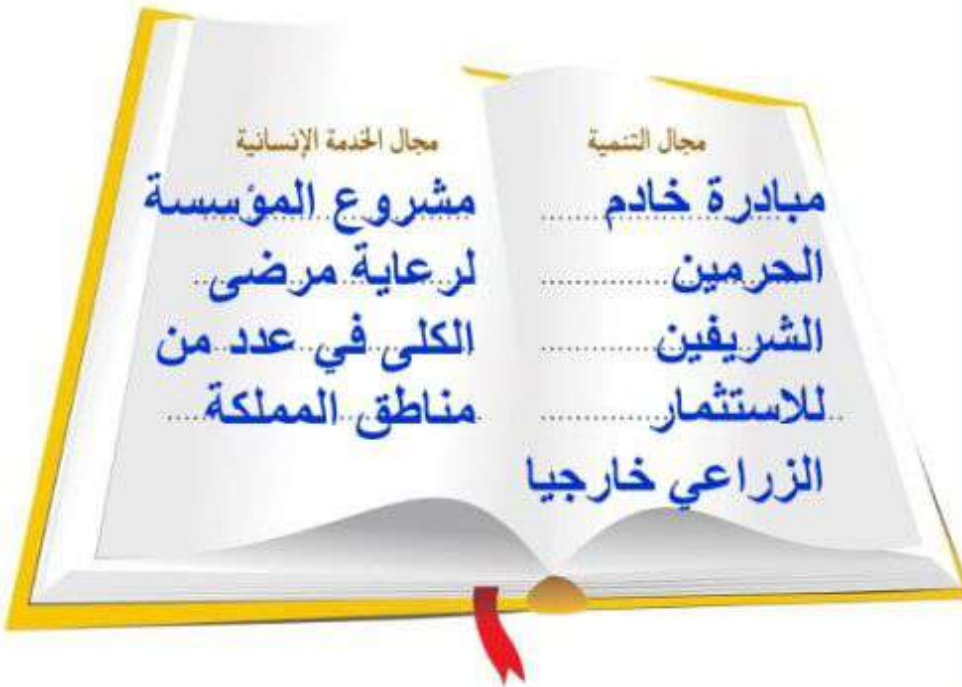 مجال التنمية
مبادرة خادم
الحرمين
الشريفين
للاستثمار
الزراعي خارجيا
مجال الخدمة الإنسانية
مشروع المؤسسة
لرعاية مرضى
الكلى في عدد من
مناطق المملكة